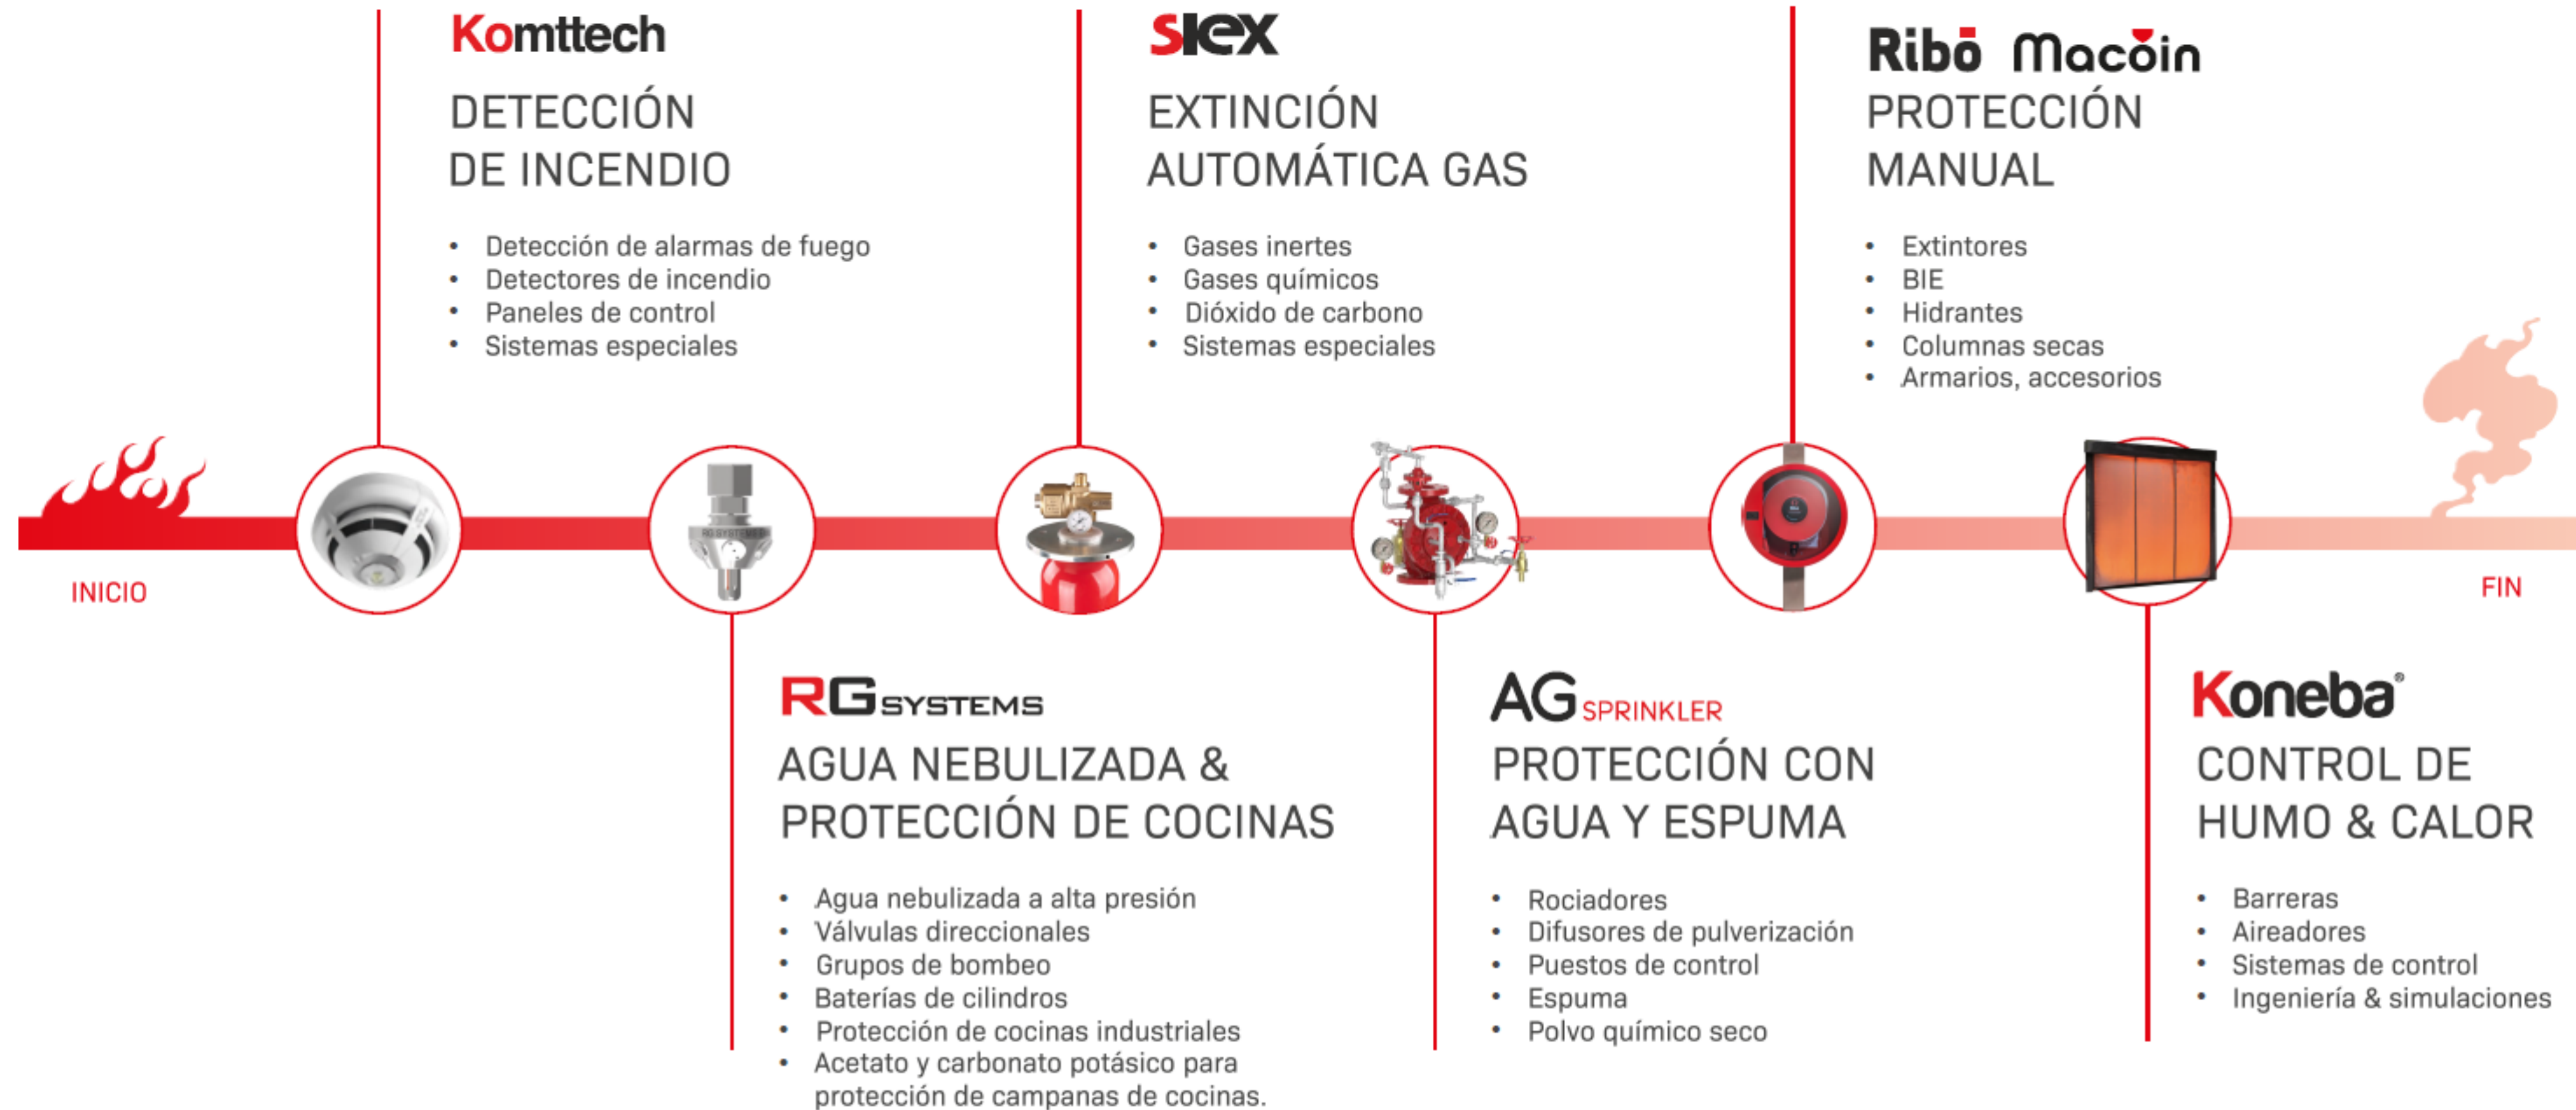 Komttech
DETECCIÓN
DE INCENDIO
• Detección de alarmas de fuego
• Detectores de incendio
• Paneles de control
• Sistemas especiales
sIex
EXTINCIÓN
AUTOMÁTICA GAS
• Gases inertes
• Gases químicos
• Dióxido de carbono
• Sistemas especiales
Ribō Macōin
PROTECCIÓN
MANUAL
• Extintores
• BIE
• Hidrantes
• Columnas secas
• Armarios, accesorios
INICIO
RG SYSTEMS
FIN
RG SYSTEMS
AGUA NEBULIZADA &
PROTECCIÓN DE COCINAS
• Agua nebulizada a alta presión
• Válvulas direccionales
• Grupos de bombeo
• Baterías de cilindros
• Protección de cocinas industriales
• Acetato y carbonato potásico para
protección de campanas de cocinas.
AG SPRINKLER
PROTECCIÓN CON
AGUA Y ESPUMA
• Rociadores
• Difusores de pulverización
• Puestos de control
• Espuma
• Polvo químico seco
Koneba®
CONTROL DE
HUMO & CALOR
• Barreras
• Aireadores
• Sistemas de control
• Ingeniería & simulaciones